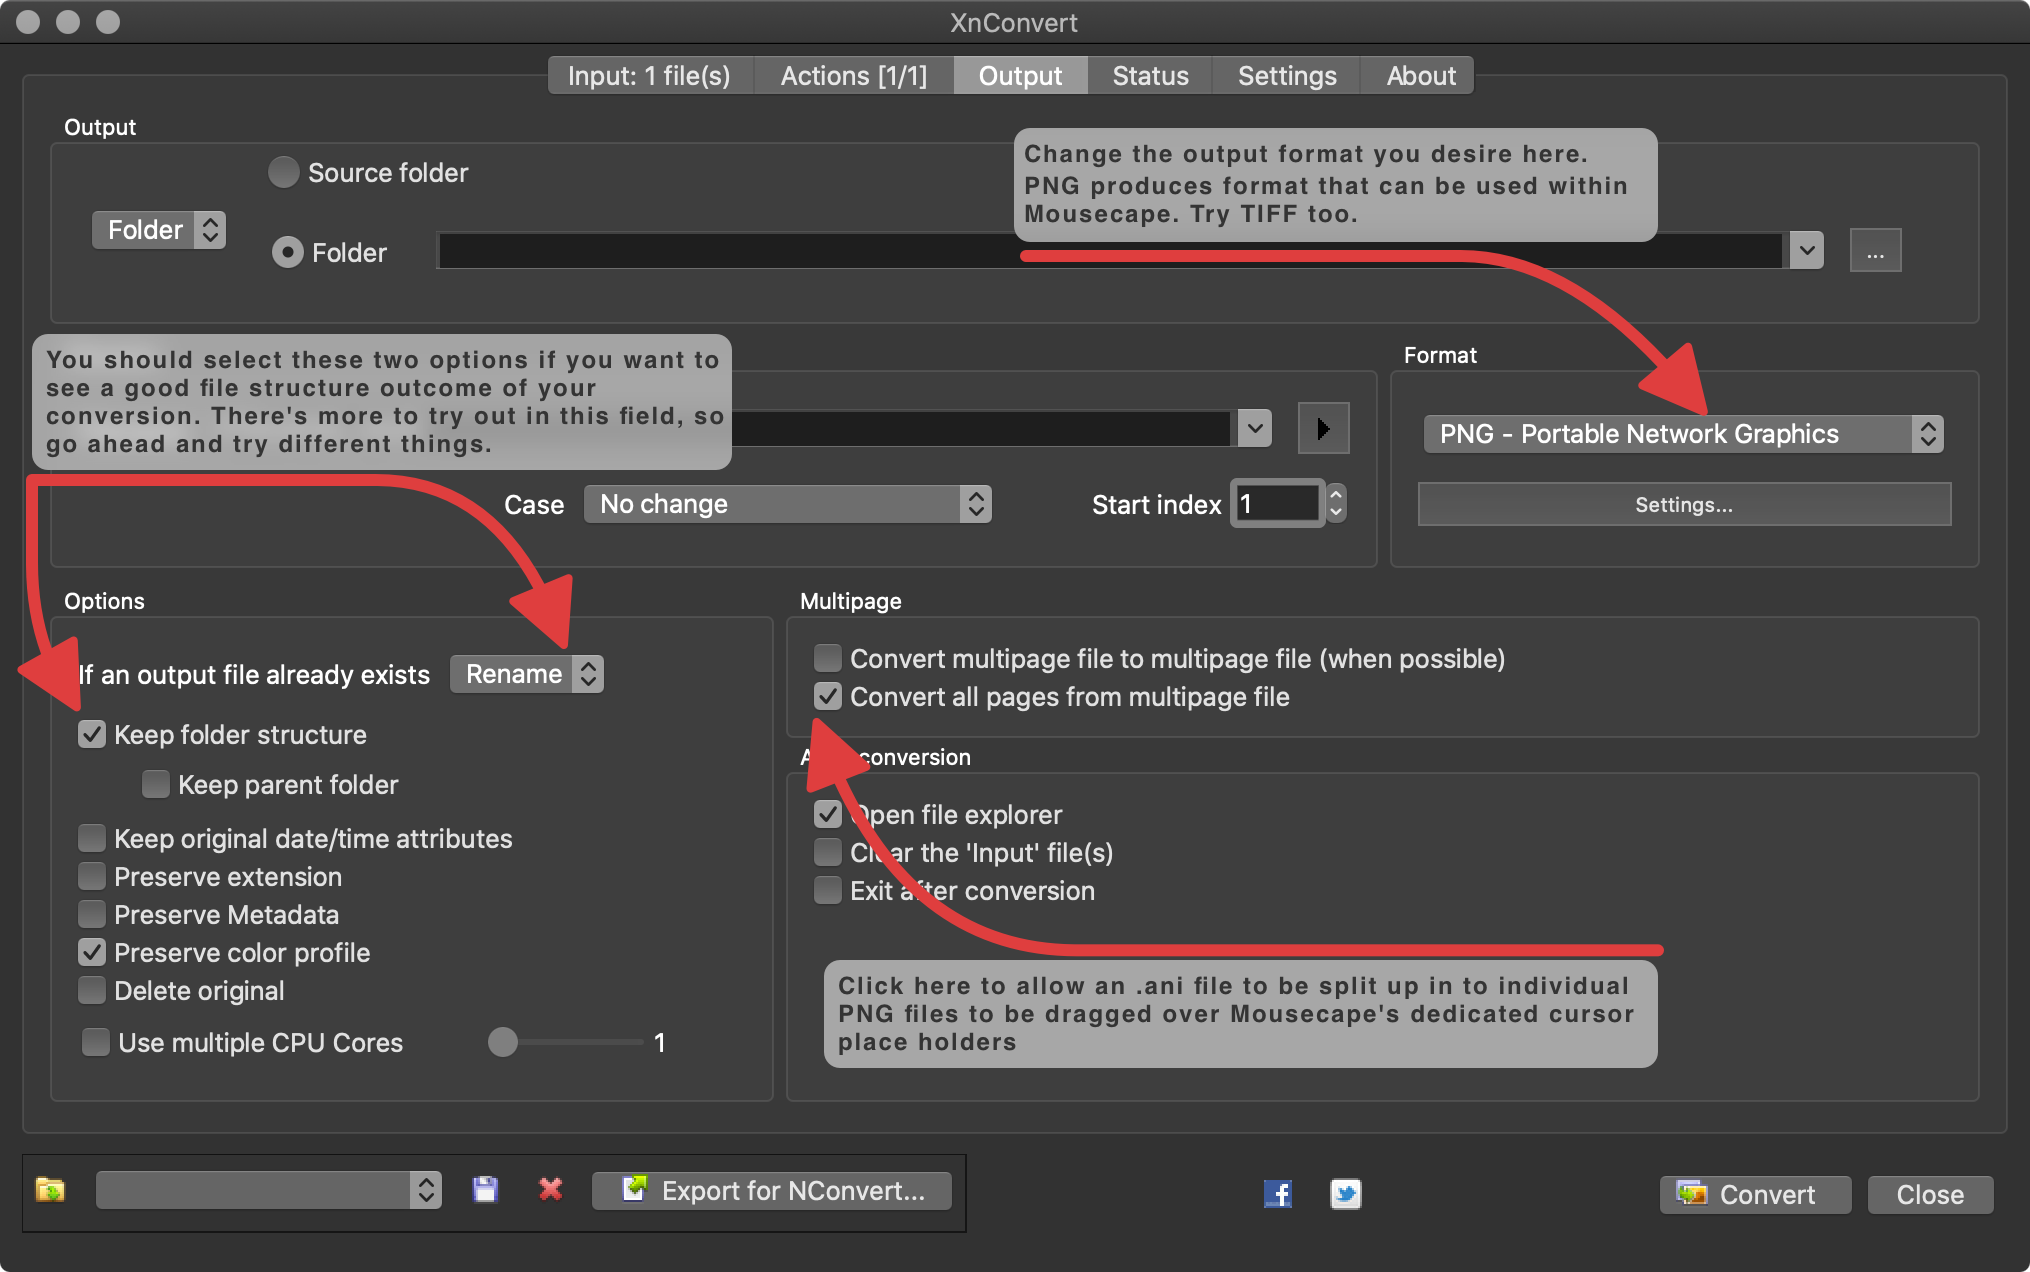 XnConvert
Input: 1 file(s)
Actions [1/1]
Output
Status
Settings
About
Output
Source folder
Folder
Folder
...
Change the output format you desire here.
PNG produces format that can be used within
Mousecape. Try TIFF too.
You should select these two options if you want to
see a good file structure outcome of your
conversion. There's more to try out in this field, so
go ahead and try different things.
Case
No change
Start index
1
Format
PNG - Portable Network Graphics
Settings...
Options
If an output file already exists
Rename
Keep folder structure
Keep parent folder
Keep original date/time attributes
Preserve extension
Preserve Metadata
Preserve color profile
Delete original
Use multiple CPU Cores
1
Multipage
Convert multipage file to multipage file (when possible)
Convert all pages from multipage file
conversion
Open file explorer
Clear the 'Input' file(s)
Exit after conversion
Click here to allow an .ani file to be split up in to individual
PNG files to be dragged over Mousecape's dedicated cursor
place holders
Export for NConvert...
Convert
Close